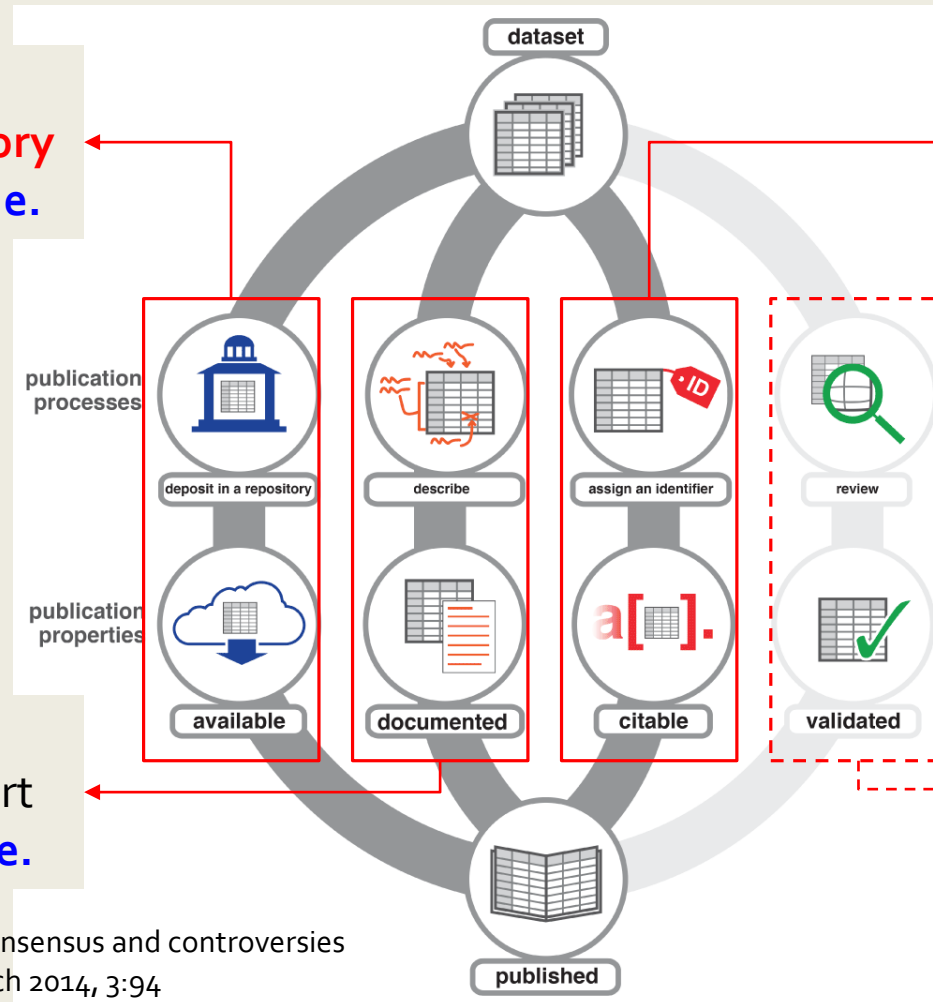 dataset
ory
e.
publication
processes
ID
deposit in a repository
describe
assign an identifier
review
publication
properties
a[ ].
available
documented
citable
validated
rt
e.
published
nsensus and controversies
ch 2014, 3:94